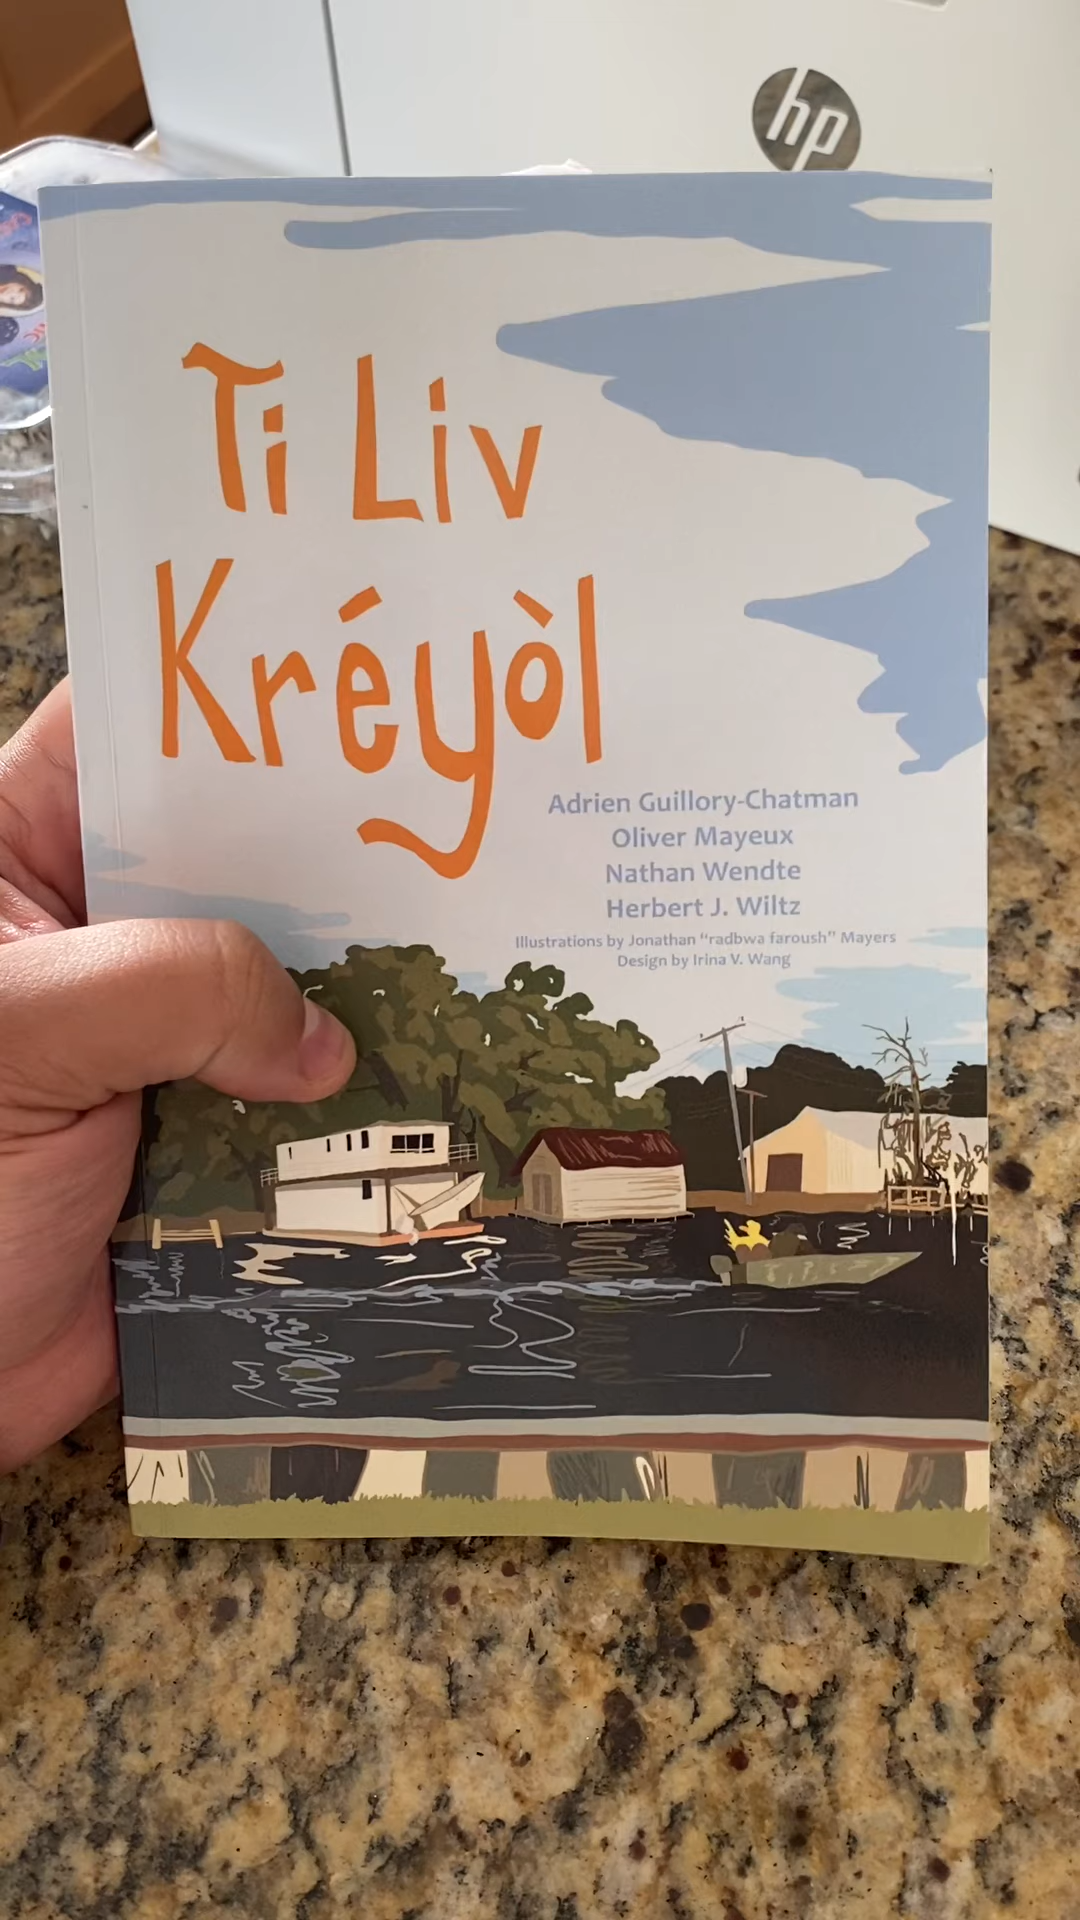 hp
Ti Liv
Kréyòl
Adrien Guillory-Chatman
Oliver Mayeux
Nathan Wendte
Herbert J. Wiltz
Illustrations by Jonathan “radbwa faroush” Mayers
Design by Irina V. Wang